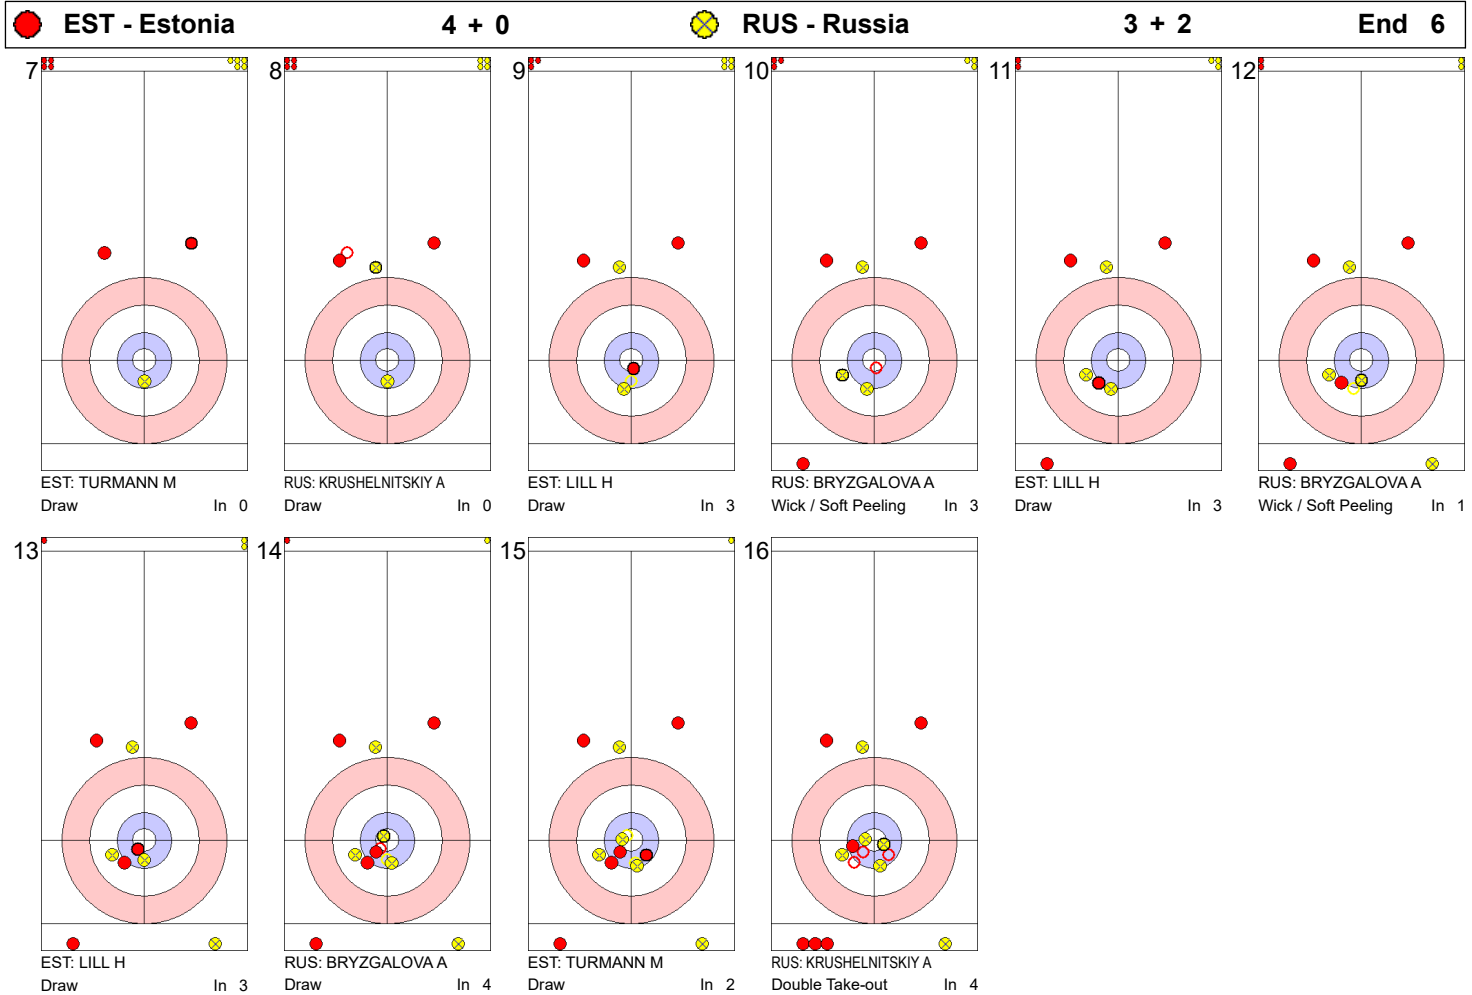 EST - Estonia 4 + 0 RUS - Russia 3 + 2 End 6
7 8 9 10 11 12
EST: TURMANN M RUS: KRUSHELNITSKIY A EST: LILL H RUS: BRYZGALOVA A EST: LILL H RUS: BRYZGALOVA A
Draw In 0 Draw In 0 Draw In 3 Wick / Soft Peeling In 3 Draw In 3 Wick / Soft Peeling In 1
13 14 15 16
EST: LILL H RUS: BRYZGALOVA A EST: TURMANN M RUS: KRUSHELNITSKIY A
Draw In 3 Draw In 4 Draw In 2 Double Take-out In 4